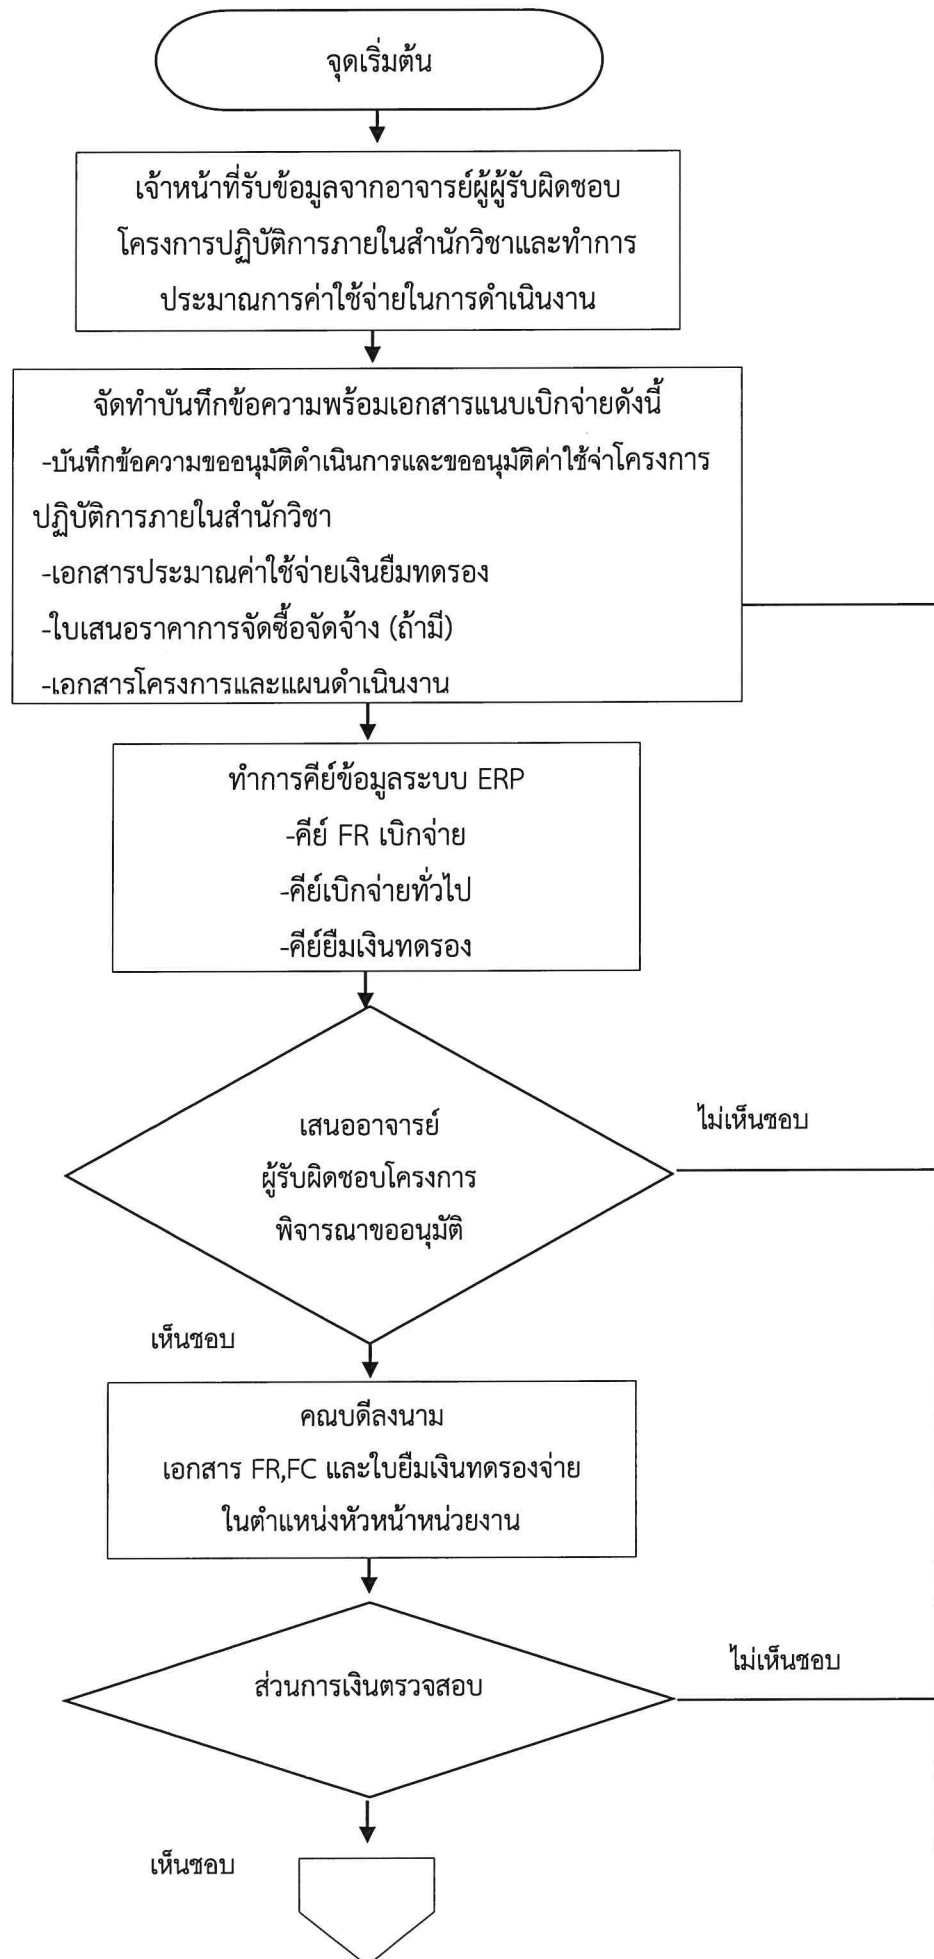 จุดเริ่มต้น
เจ้าหน้าที่รับข้อมูลจากอาจารย์ผู้ผู้รับผิดชอบ
โครงการปฏิบัติการภายในสำนักวิชาและทำการ
ประมาณการค่าใช้จ่ายในการดำเนินงาน
จัดทำบันทึกข้อความพร้อมเอกสารแนบเบิกจ่ายดังนี้
-บันทึกข้อความขออนุมัติดำเนินการและขออนุมัติค่าใช้จ่าโครงการ
ปฏิบัติการภายในสำนักวิชา
-เอกสารประมาณค่าใช้จ่ายเงินยืมทดรอง
-ใบเสนอราคาการจัดซื้อจัดจ้าง (ถ้ามี)
-เอกสารโครงการและแผนดำเนินงาน
ทำการคีย์ข้อมูลระบบ ERP
-คีย์ FR เบิกจ่าย
-คีย์เบิกจ่ายทั่วไป
-คีย์ยืมเงินทดรอง
ไม่เห็นชอบ
เสนออาจารย์
ผู้รับผิดชอบโครงการ
พิจารณาขออนุมัติ
เห็นชอบ
คณบดีลงนาม
เอกสาร FR,FC และใบยืมเงินทดรองจ่าย
ในตำแหน่งหัวหน้าหน่วยงาน
ไม่เห็นชอบ
ส่วนการเงินตรวจสอบ
เห็นชอบ